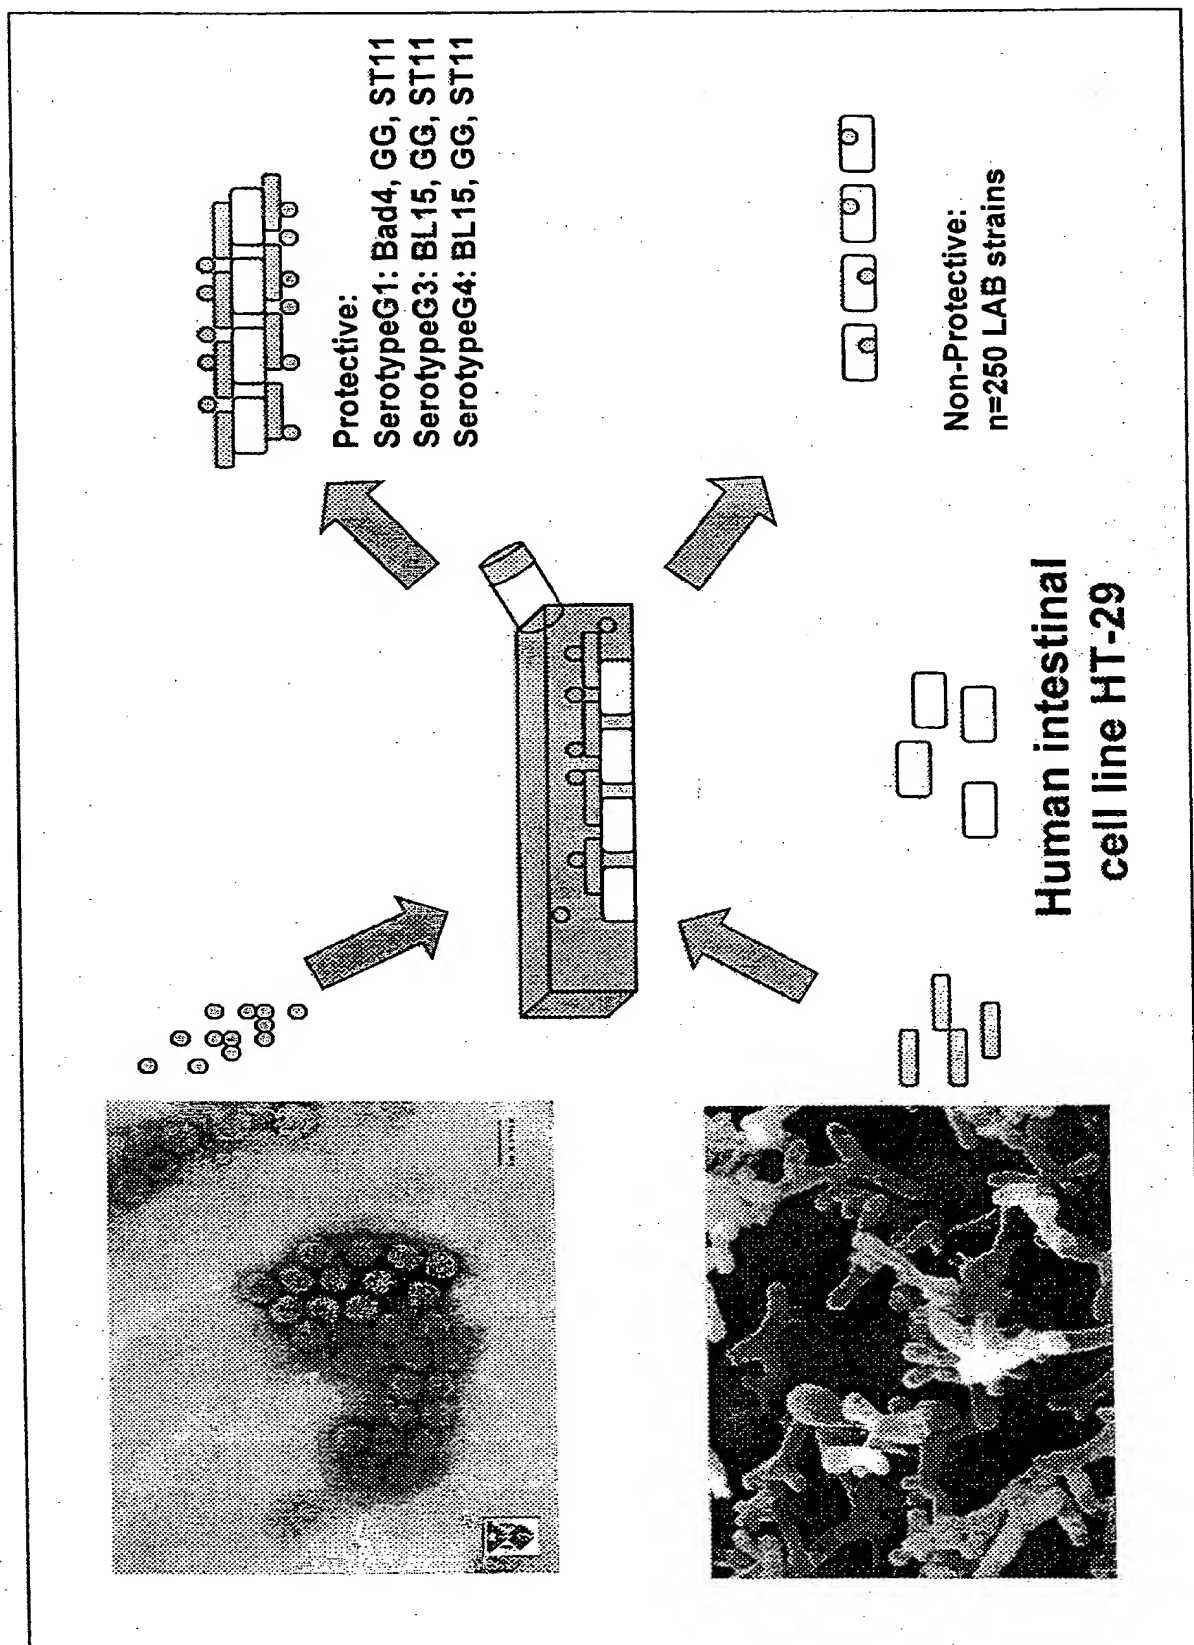 Protective:
SerotypeG1: Bad4, GG, ST11
SerotypeG3: BL15, GG, ST11
SerotypeG4: BL15, GG, ST11
Non-Protective:
n=250 LAB strains
Human intestinal
cell line HT-29